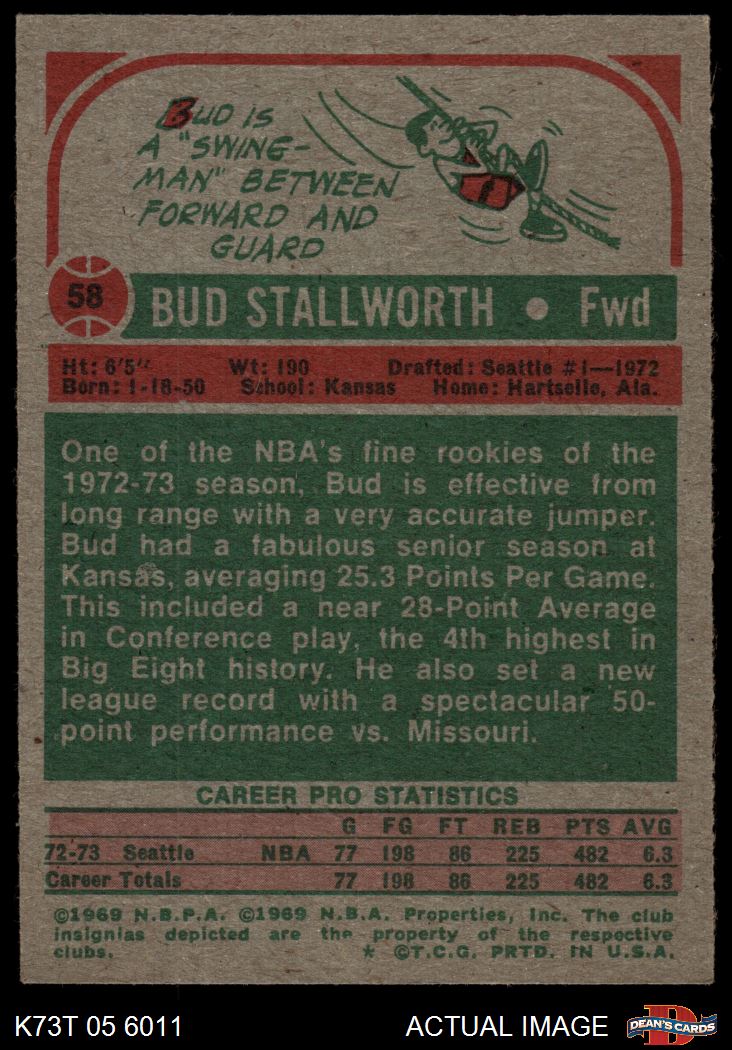 BUD IS
A "SWING-
MAN" BETWEEN
FORWARD AND
GUARD
58
BUD STALLWORTH • Fwd
Ht: 6'5" Wt: 190 Drafted: Seattle #1—1972
Born: 1-18-50 School: Kansas Home: Hartselle, Ala.
One of the NBA's fine rookies of the
1972-73 season, Bud is effective from
long range with a very accurate jumper.
Bud had a fabulous senior season at
Kansas, averaging 25.3 Points Per Game.
This included a near 28-Point Average
in Conference play, the 4th highest in
Big Eight history. He also set a new
league record with a spectacular 50-
point performance vs. Missouri.
CAREER PRO STATISTICS
G FG FT REB PTS AVG
72-73 Seattle NBA 77 198 86 225 482 6.3
Career Totals 77 198 86 225 482 6.3
©1969 N.B.P.A. ©1969 N.B.A. Properties, Inc. The club
insignias depicted are the property of the respective
clubs. * ©T.C.G. PRTD. IN U.S.A.
K73T 05 6011 ACTUAL IMAGE
DEAN'S CARDS